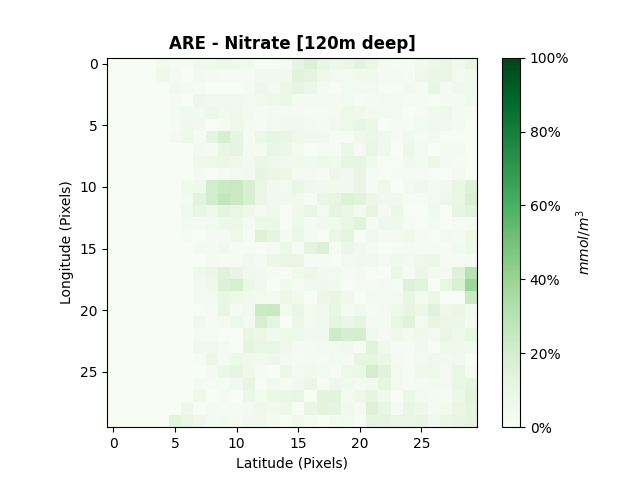 ARE - Nitrate [120m deep]
0
5
10
15
20
25
Longitude (Pixels)
0 5 10 15 20 25
Latitude (Pixels)
100%
80%
60%
40%
20%
0%
mmol/m³